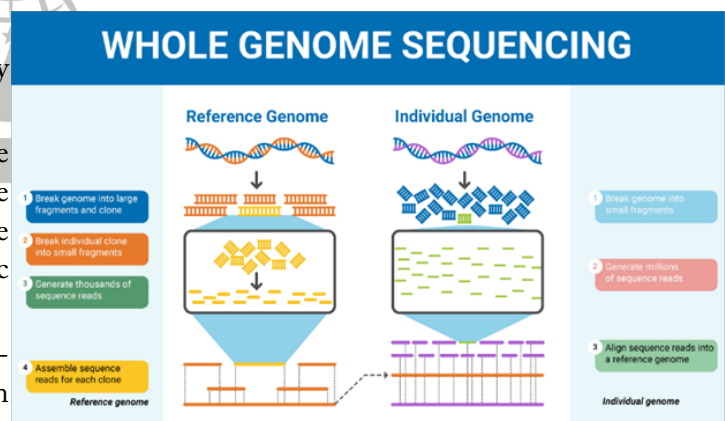 WHOLE GENOME SEQUENCING
Reference Genome
Individual Genome
1 Break genome into large
fragments and clone
2 Break individual clone
into small fragments
3 Generate thousands of
sequence reads
4 Assemble sequence
reads for each clone
Reference genome
1 Break genome into
small fragments
2 Generate millions
of sequence reads
3 Align sequence reads into
a reference genome
Individual genome